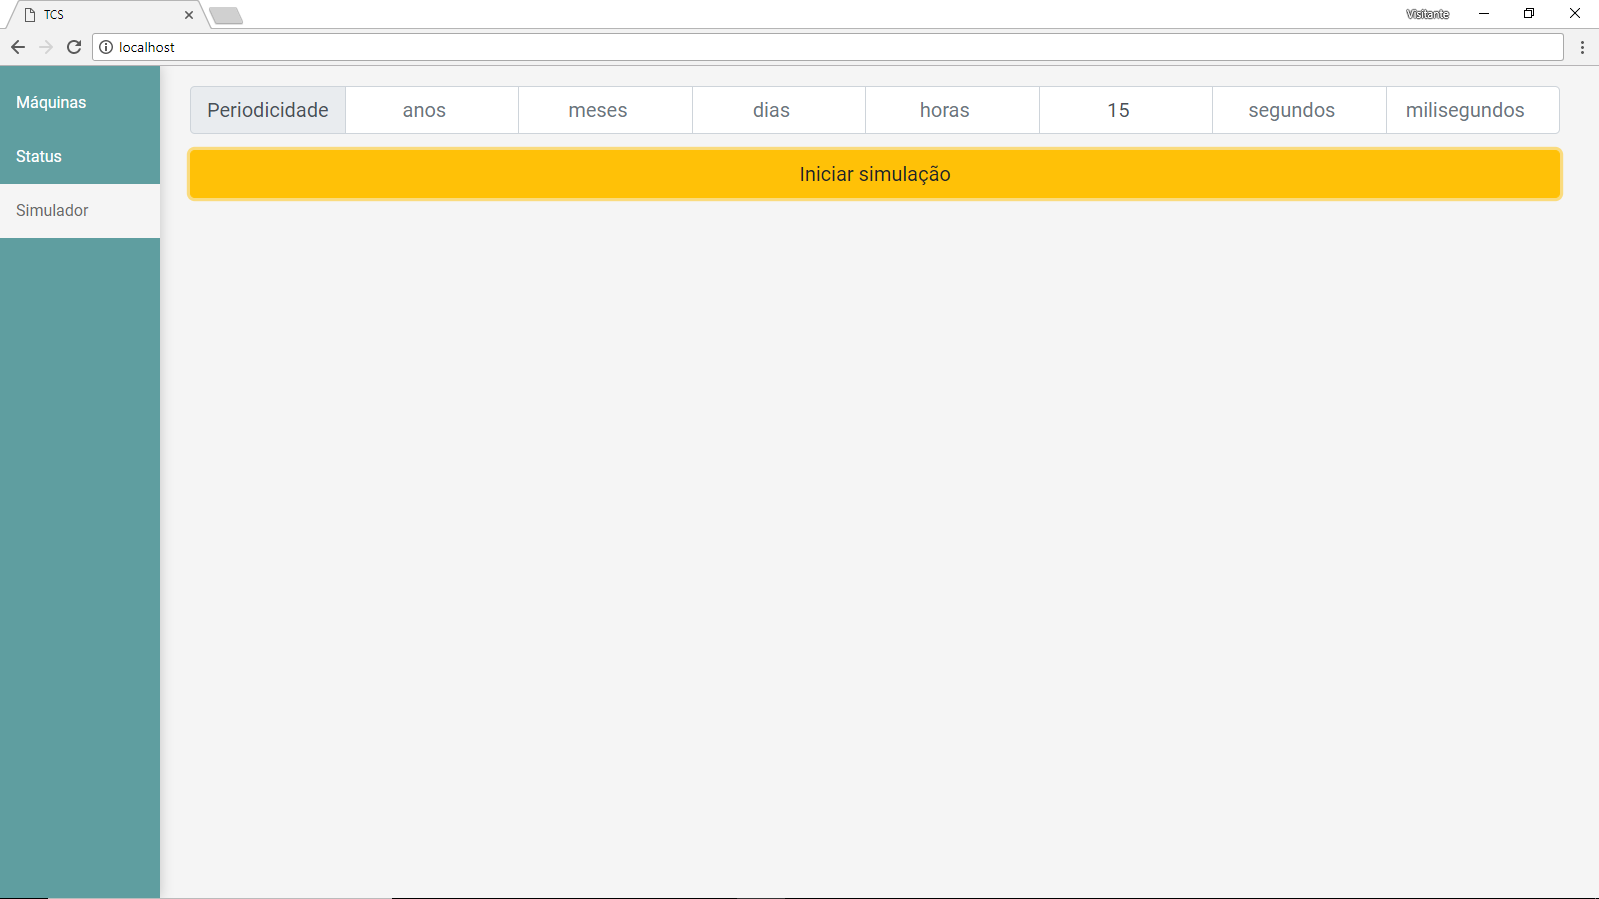 TCS
Visitante
localhost
Máquinas
Status
Simulador
Periodicidade anos meses dias horas 15 segundos milisegundos
Iniciar simulação